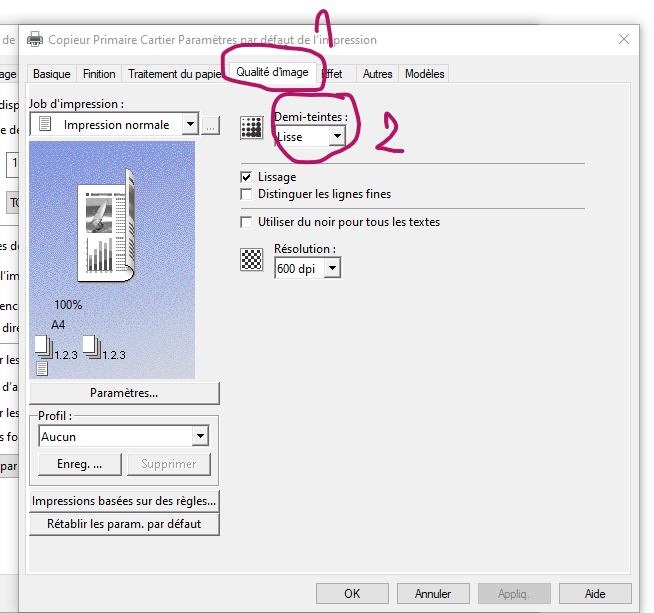 1
de
Copieur Primaire Cartier Paramètres par défaut de l'impression
age
Basique
Finition
Traitement du papie
Qualité d'image
Effet
Autres
Modèles
Job d'impression :
Impression normale
...
Demi-teintes :
Lisse
2
disp
e de
1
TO
Lissage
Distinguer les lignes fines
Utiliser du noir pour tous les textes
Résolution :
600 dpi
es d
l'im
enc
dire
100%
A4
1.2.3
1.2.3
r les
d'a
r les
s fo
par
Paramètres...
Profil :
Aucun
Enreg. ...
Supprimer
Impressions basées sur des règles...
Rétablir les param. par défaut
OK
Annuler
Appliq.
Aide